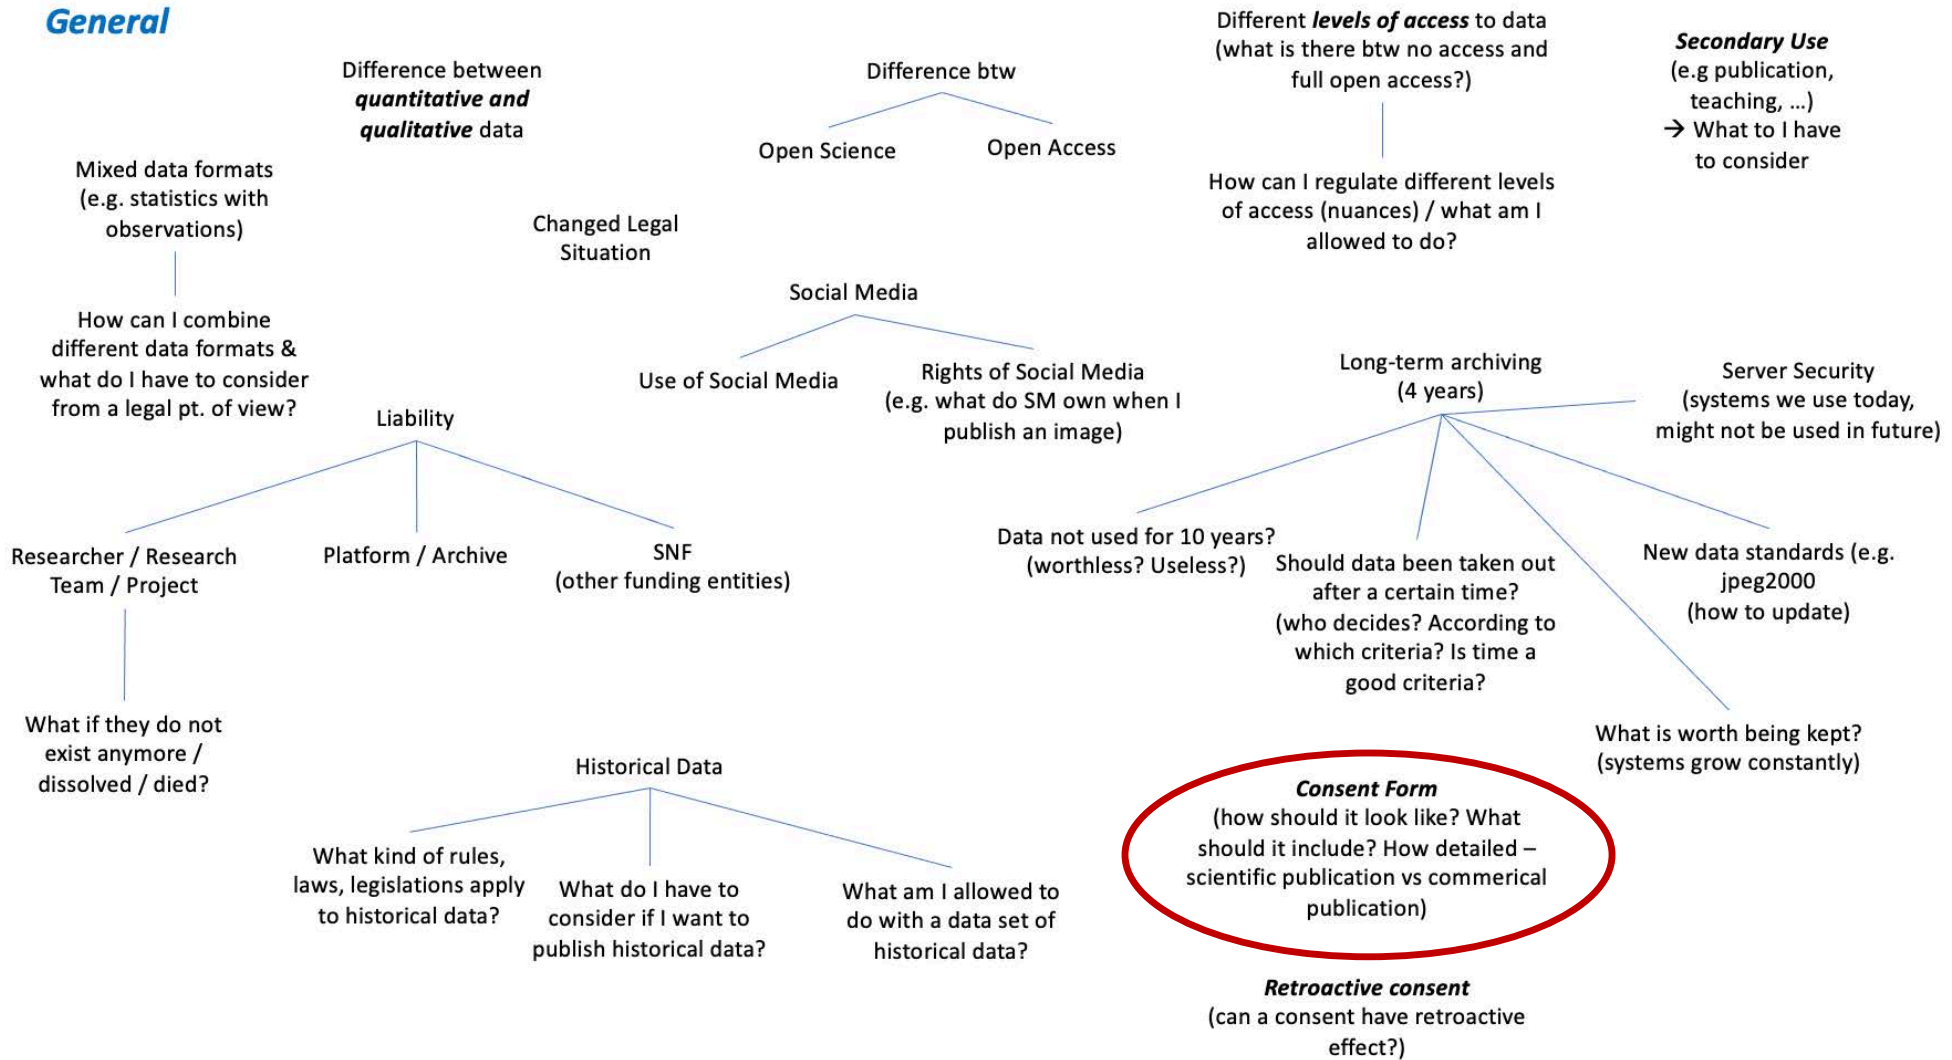 General
Difference between
quantitative and
qualitative data
Difference btw
Open Science
Open Access
Different levels of access to data
(what is there btw no access and
full open access?)
How can I regulate different levels
of access (nuances) / what am I
allowed to do?
Secondary Use
(e.g publication,
teaching, ...)
→ What to I have
to consider
Mixed data formats
(e.g. statistics with
observations)
How can I combine
different data formats &
what do I have to consider
from a legal pt. of view?
Changed Legal
Situation
Social Media
Use of Social Media
Rights of Social Media
(e.g. what do SM own when I
publish an image)
Long-term archiving
(4 years)
Server Security
(systems we use today,
might not be used in future)
Data not used for 10 years?
(worthless? Useless?)
Should data been taken out
after a certain time?
(who decides? According to
which criteria? Is time a
good criteria?
New data standards (e.g.
jpeg2000
(how to update)
What is worth being kept?
(systems grow constantly)
Liability
Researcher / Research
Team / Project
Platform / Archive
SNF
(other funding entities)
What if they do not
exist anymore /
dissolved / died?
Historical Data
What kind of rules,
laws, legislations apply
to historical data?
What do I have to
consider if I want to
publish historical data?
What am I allowed to
do with a data set of
historical data?
Consent Form
(how should it look like? What
should it include? How detailed –
scientific publication vs commerical
publication)
Retroactive consent
(can a consent have retroactive
effect?)